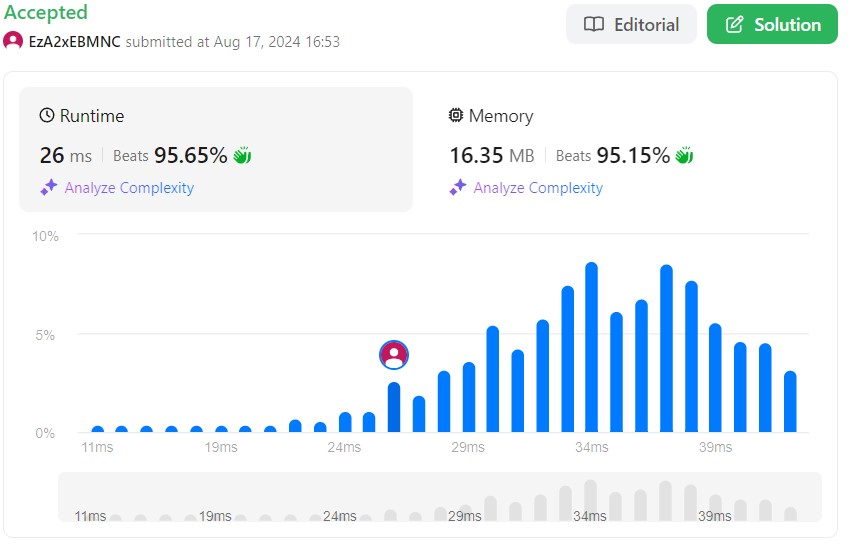 Accepted
Editorial
Solution
EzA2xEBMNC submitted at Aug 17, 2024 16:53
Runtime
26 ms Beats 95.65%
Analyze Complexity
Memory
16.35 MB Beats 95.15%
Analyze Complexity
10%
5%
0%
11ms 19ms 24ms 29ms 34ms 39ms
11ms 19ms 24ms 29ms 34ms 39ms